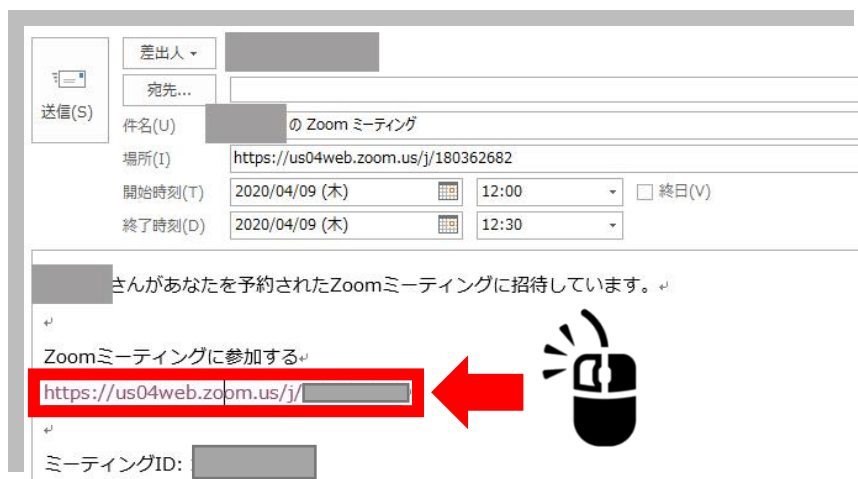 差出人
宛先...
送信(S)
件名(U) の Zoom ミーティング
場所(I) https://us04web.zoom.us/j/180362682
開始時刻(T) 2020/04/09 (木) 12:00 終日(V)
終了時刻(D) 2020/04/09 (木) 12:30
さんがあなたを予約されたZoomミーティングに招待しています。
Zoomミーティングに参加する
https://us04web.zoom.us/j/
ミーティングID: